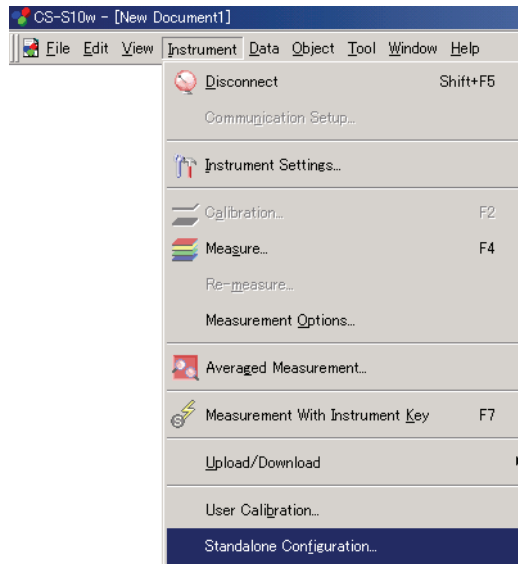 CS-S10w - [New Document1]
File Edit View Instrument Data Object Tool Window Help
Disconnect Shift+F5
Communication Setup...
Instrument Settings...
Calibration... F2
Measure... F4
Re-measure...
Measurement Options...
Averaged Measurement...
Measurement With Instrument Key F7
Upload/Download
User Calibration...
Standalone Configuration...